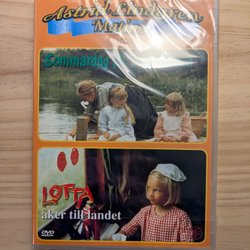 Astrid Lindgren
Sommardag
LOTTA
åker till landet
DVD